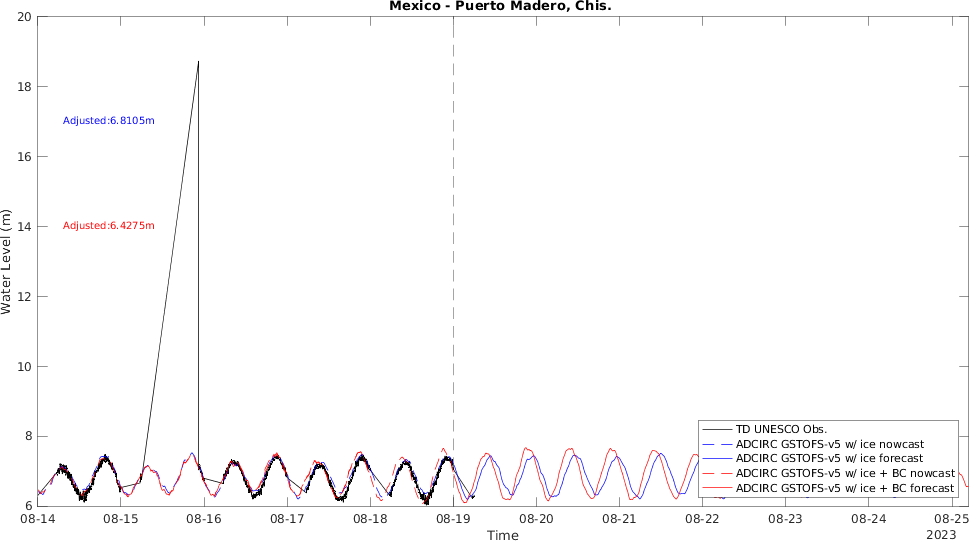 Mexico - Puerto Madero, Chis.
20
18
16
14
12
10
8
6
Water Level (m)
Adjusted:6.8105m
Adjusted:6.4275m
TD UNESCO Obs.
ADCIRC GSTOFS-v5 w/ ice nowcast
ADCIRC GSTOFS-v5 w/ ice forecast
ADCIRC GSTOFS-v5 w/ ice + BC nowcast
ADCIRC GSTOFS-v5 w/ ice + BC forecast
08-14 08-15 08-16 08-17 08-18 08-19 08-20 08-21 08-22 08-23 08-24 08-25
Time
2023